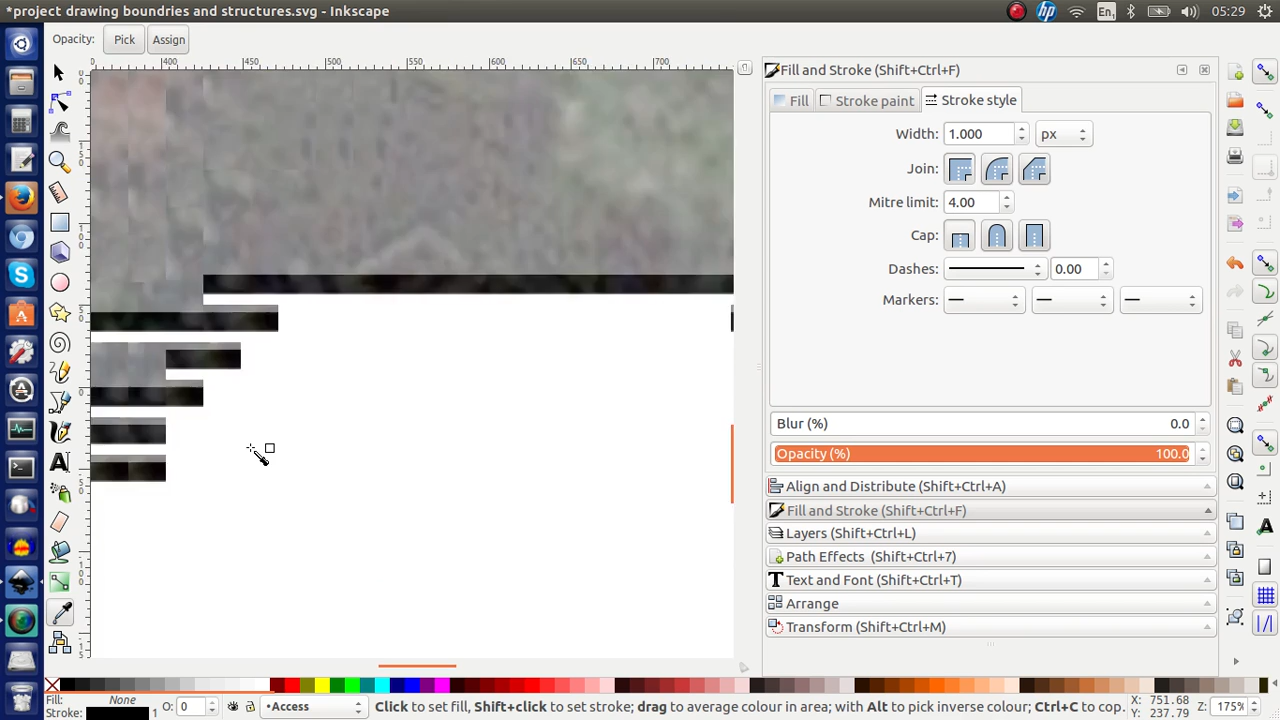 *project drawing boundries and structures.svg - Inkscape
En1
05:29
Opacity:
Pick
Assign
0
400
450
500
550
600
650
700
Fill and Stroke (Shift+Ctrl+F)
Fill
Stroke paint
Stroke style
Width:
1.000
px
Join:
Mitre limit:
4.00
Cap:
Dashes:
0.00
Markers:
Blur (%)
0.0
Opacity (%)
100.0
Align and Distribute (Shift+Ctrl+A)
Fill and Stroke (Shift+Ctrl+F)
Layers (Shift+Ctrl+L)
Path Effects (Shift+Ctrl+7)
Text and Font (Shift+Ctrl+T)
Arrange
Transform (Shift+Ctrl+M)
Fill:
None
Stroke:
1
O:
0
•Access
Click to set fill, Shift+click to set stroke; drag to average colour in area; with Alt to pick inverse colour; Ctrl+C to cop.
X:
751.68
Y:
237.79
Z:
175%